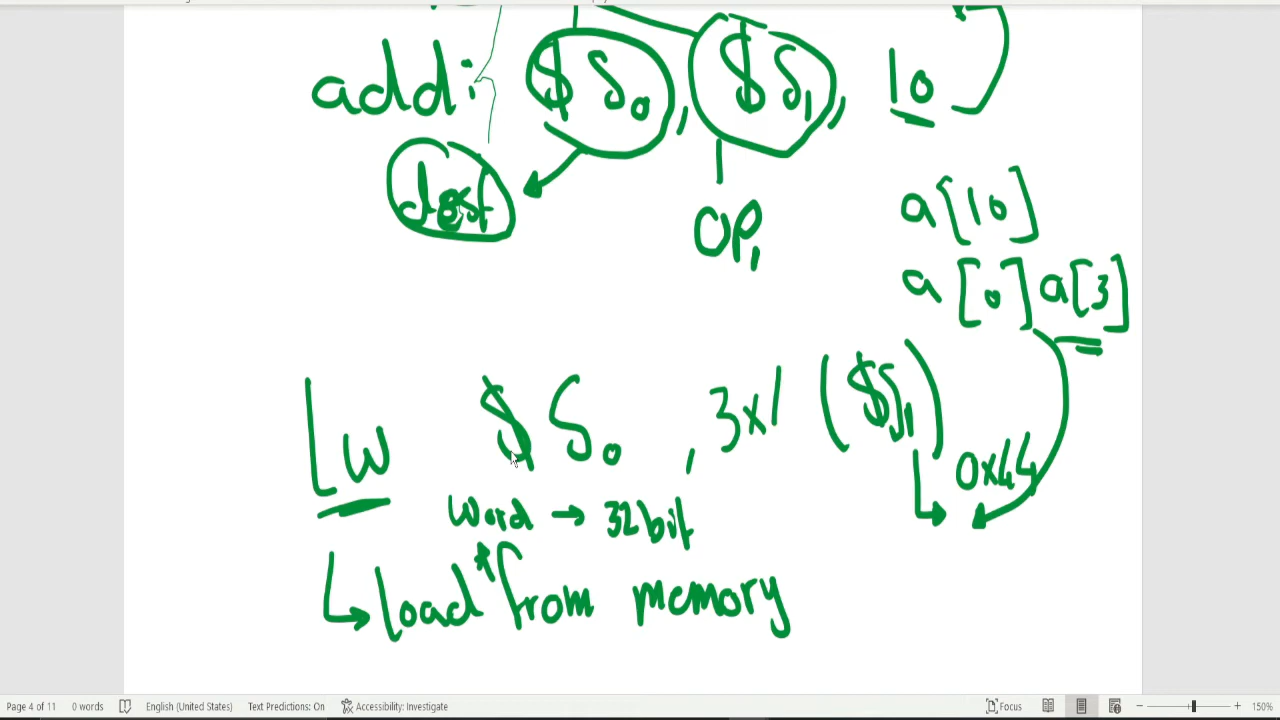 addi $S0, $S1, 10
dest
OP1
a[10]
a[0] a[3]
Lw $S0, 3x1 ($S1)
0x44
Word → 32bit
Load from memory
Page 4 of 11 0 words English (United States) Text Predictions: On Accessibility: Investigate Focus 150%